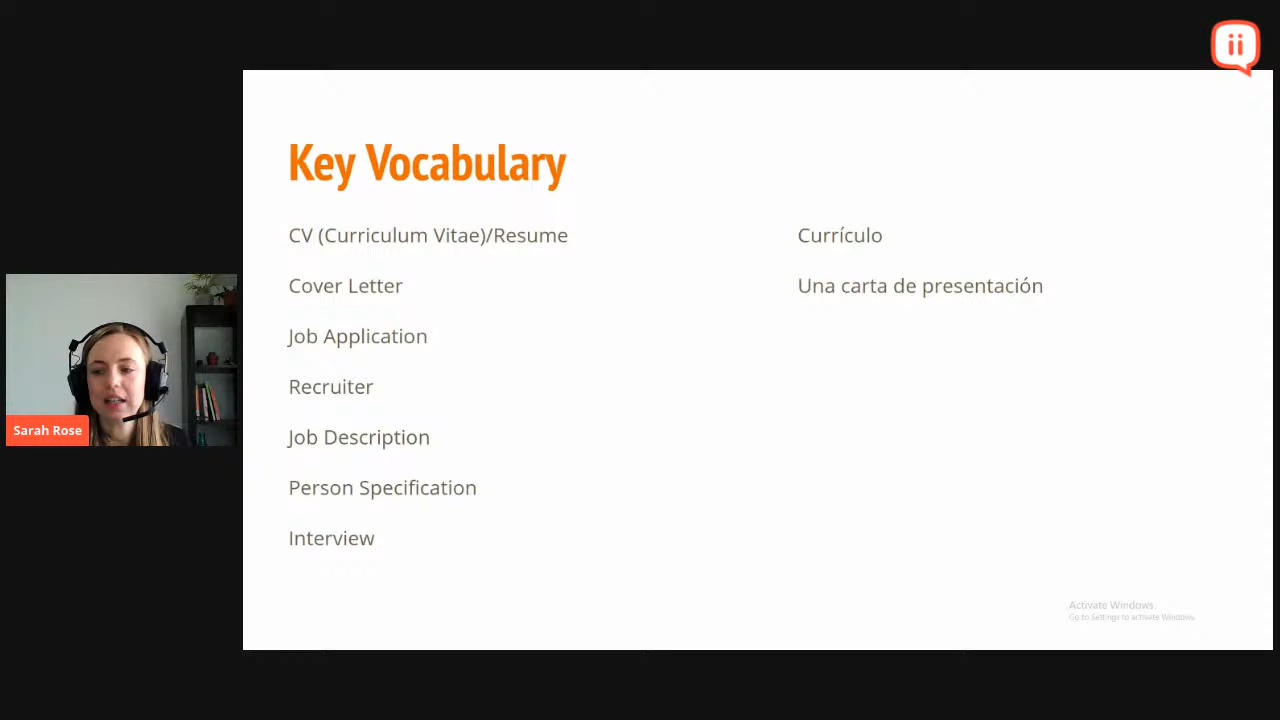 Key Vocabulary
CV (Curriculum Vitae)/Resume
Currículo
Cover Letter
Una carta de presentación
Job Application
Recruiter
Job Description
Person Specification
Interview
Sarah Rose
Activate Windows
Go to Settings to activate Windows.